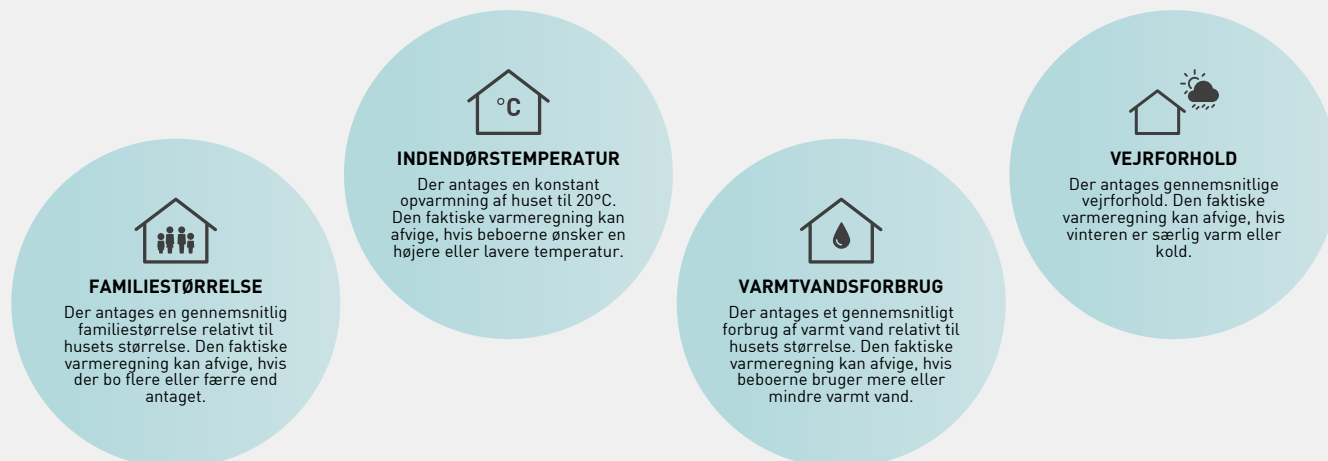 FAMILIESTØRRELSE
Der antages en gennemsnitlig
familiestørrelse relativt til
husets størrelse. Den faktiske
varmeregning kan afvige, hvis
der bo flere eller færre end
antaget.
°C
INDENDØRSTEMPERATUR
Der antages en konstant
opvarmning af huset til 20°C.
Den faktiske varmeregning kan
afvige, hvis beboerne ønsker en
højere eller lavere temperatur.
VARMTVANDSFORBRUG
Der antages et gennemsnitligt
forbrug af varmt vand relativt til
husets størrelse. Den faktiske
varmeregning kan afvige, hvis
beboerne bruger mere eller
mindre varmt vand.
VEJRFORHOLD
Der antages gennemsnitlige
vejrforhold. Den faktiske
varmeregning kan afvige, hvis
vinteren er særlig varm eller
kold.